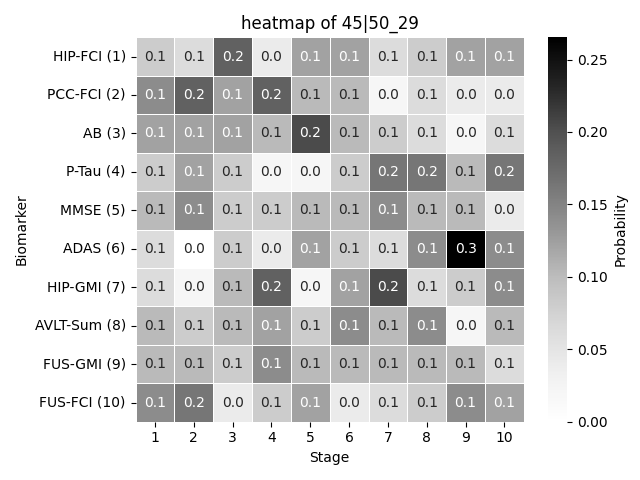 heatmap of 45|50_29
HIP-FCI (1) 0.1 0.1 0.2 0.0 0.1 0.1 0.1 0.1 0.1 0.1
PCC-FCI (2) 0.1 0.2 0.1 0.2 0.1 0.1 0.0 0.1 0.0 0.0
AB (3) 0.1 0.1 0.1 0.1 0.2 0.1 0.1 0.1 0.0 0.1
P-Tau (4) 0.1 0.1 0.1 0.0 0.0 0.1 0.2 0.2 0.1 0.2
MMSE (5) 0.1 0.1 0.1 0.1 0.1 0.1 0.1 0.1 0.1 0.0
ADAS (6) 0.1 0.0 0.1 0.0 0.1 0.1 0.1 0.1 0.3 0.1
HIP-GMI (7) 0.1 0.0 0.1 0.2 0.0 0.1 0.2 0.1 0.1 0.1
AVLT-Sum (8) 0.1 0.1 0.1 0.1 0.1 0.1 0.1 0.1 0.0 0.1
FUS-GMI (9) 0.1 0.1 0.1 0.1 0.1 0.1 0.1 0.1 0.1 0.1
FUS-FCI (10) 0.1 0.2 0.0 0.1 0.1 0.0 0.1 0.1 0.1 0.1
1 2 3 4 5 6 7 8 9 10
Stage
Biomarker
0.25
0.20
0.15
0.10
0.05
0.00
Probability